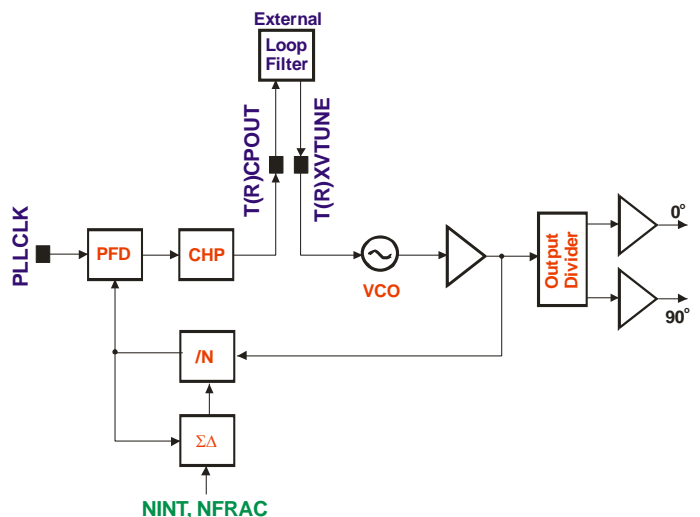 External
Loop
Filter
T(R)CPOUT
T(R)XVTUNE
PLLCLK
PFD
CHP
VCO
Output
Divider
0°
90°
/N
ΣΔ
NINT, NFRAC